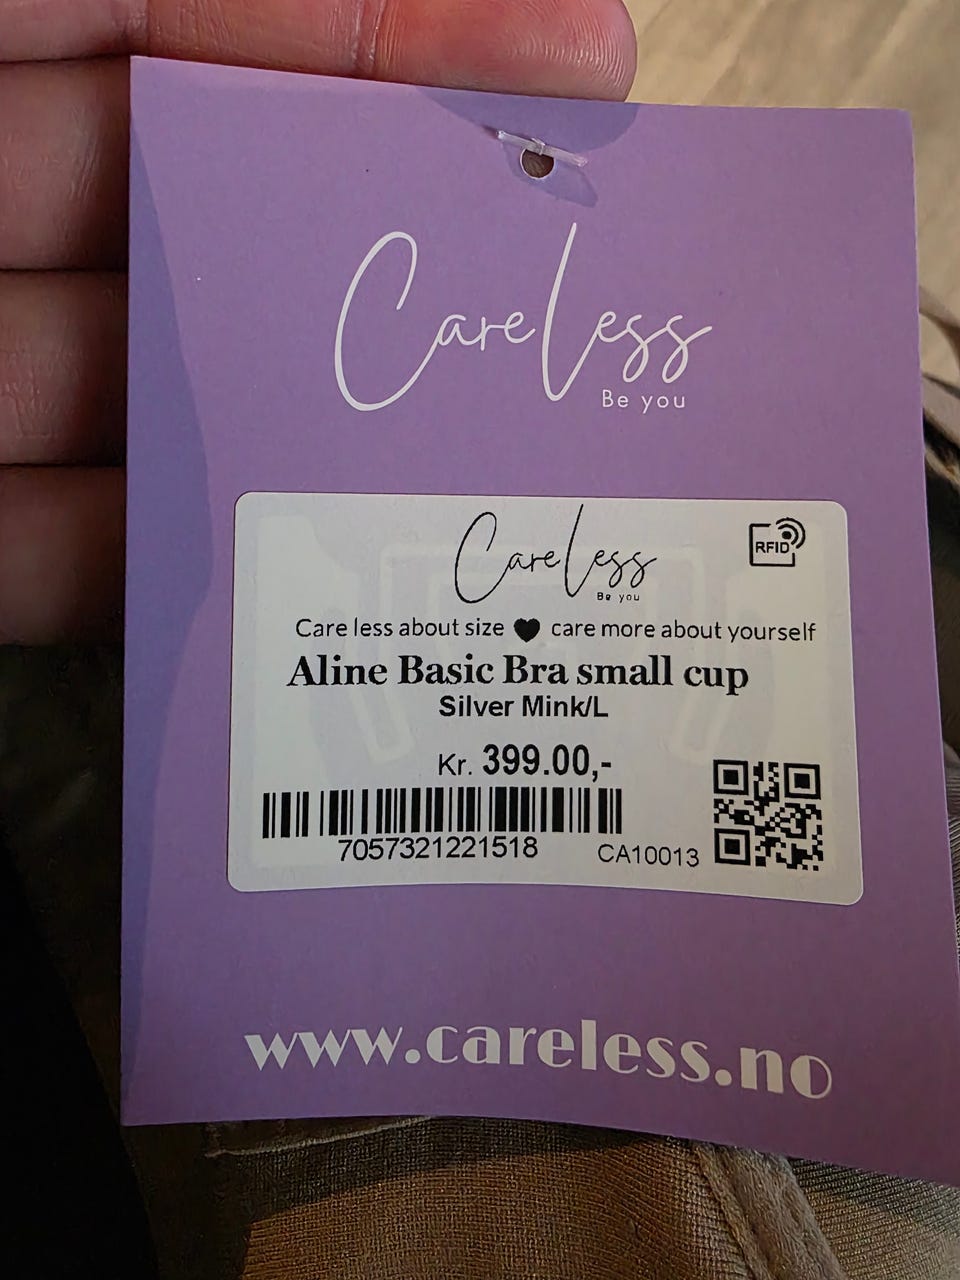 CareLess
Be you
CareLess
Be you
RFID
Care less about size ♥ care more about yourself
Aline Basic Bra small cup
Silver Mink/L
Kr. 399.00,-
7057321221518
CA10013
www.careless.no